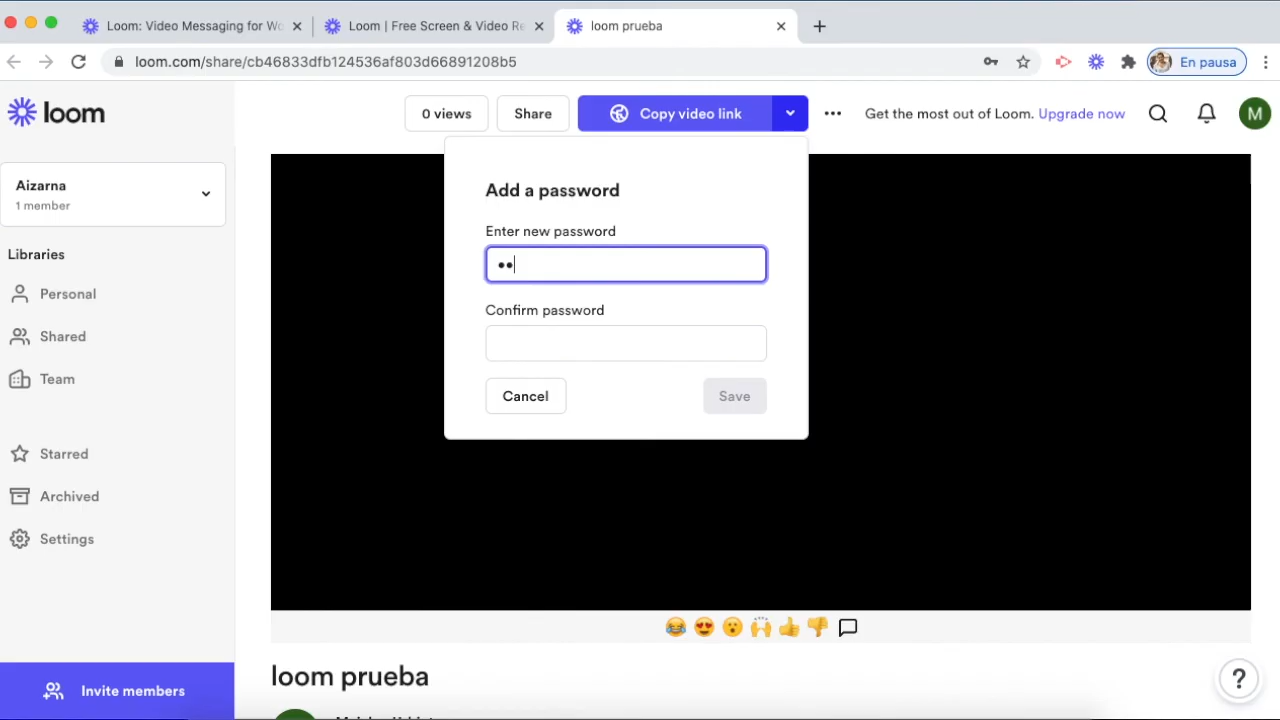 Loom: Video Messaging for Wo
Loom | Free Screen & Video Re
loom prueba
loom.com/share/cb46833dfb124536af803d66891208b5
En pausa
loom
0 views
Share
Copy video link
Get the most out of Loom. Upgrade now
M
Aizarna
1 member
Add a password
Enter new password
Confirm password
Cancel
Save
Libraries
Personal
Shared
Team
Starred
Archived
Settings
Invite members
loom prueba
?